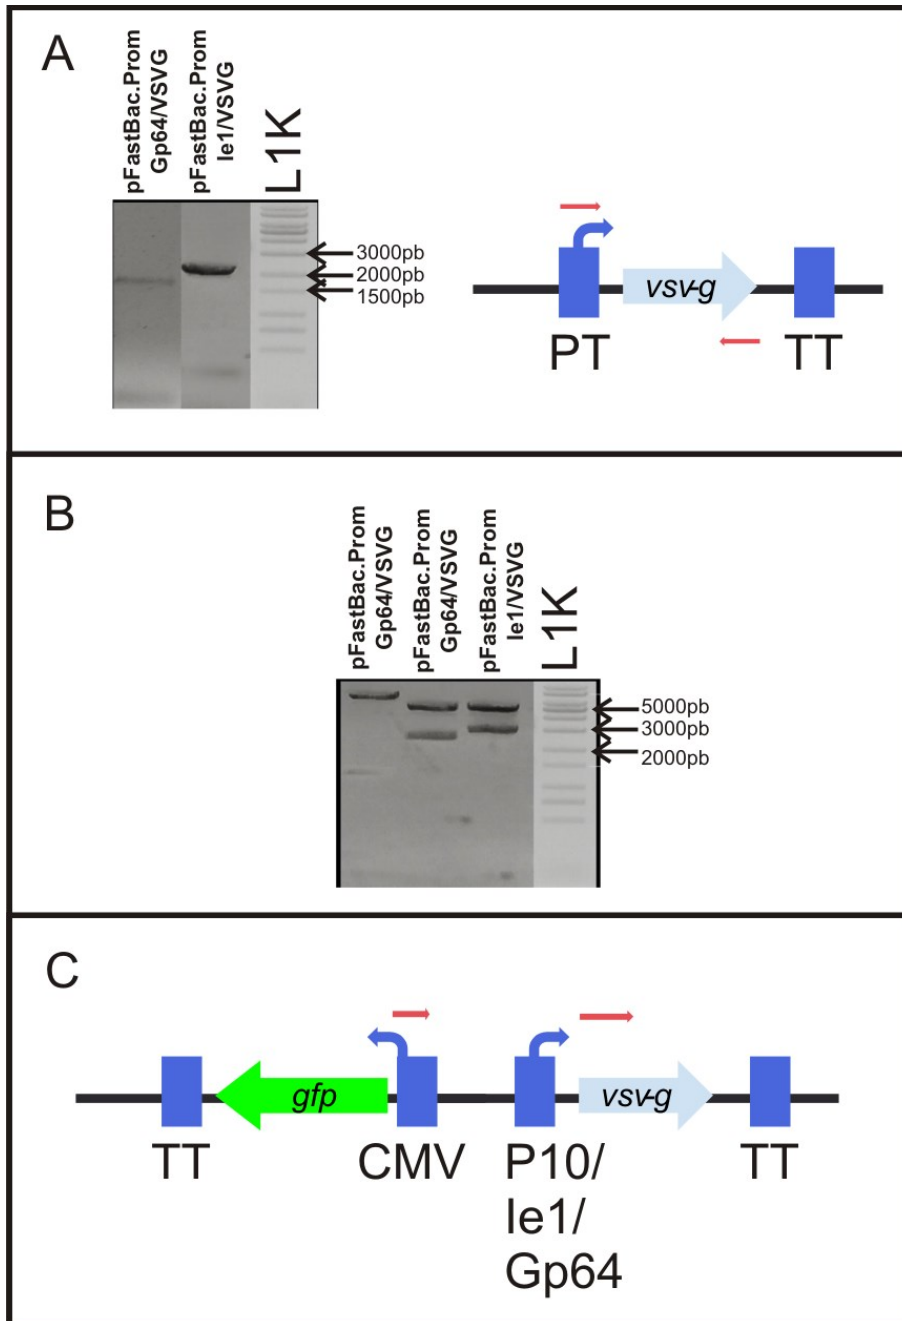 A
pFastBac.Prom
Gp64/VSVG
pFastBac.Prom
Ie1/VSVG
L1K
3000pb
2000pb
1500pb
vsv-g
PT
TT
B
pFastBac.Prom
Gp64/VSVG
pFastBac.Prom
Gp64/VSVG
pFastBac.Prom
Ie1/VSVG
L1K
5000pb
3000pb
2000pb
C
gfp
vsv-g
TT
CMV
P10/
Ie1/
Gp64
TT